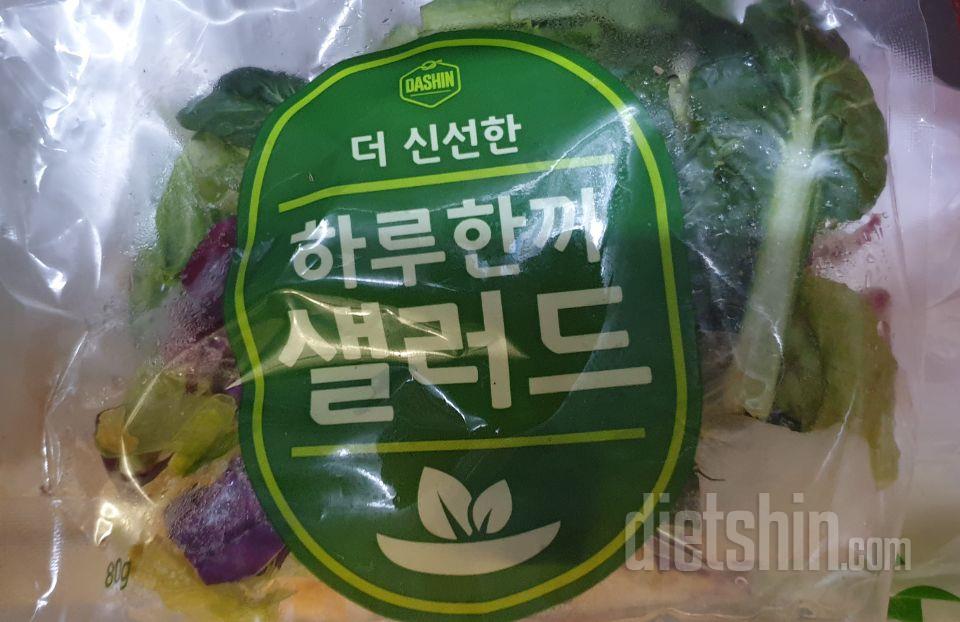 DASHIN
더 신선한
하루한끼
샐러드
80g
dietshin.com